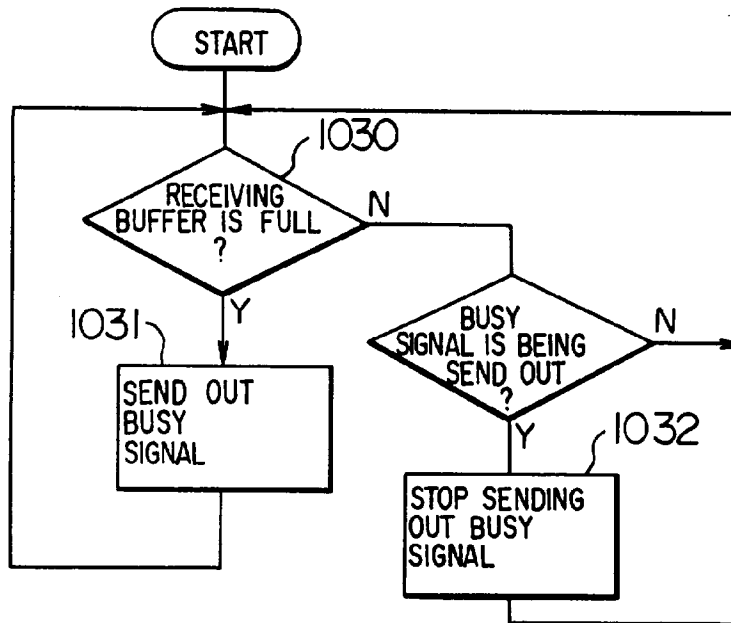 START
1030
RECEIVING
BUFFER IS FULL
?
N
Y
1031
SEND OUT
BUSY
SIGNAL
BUSY
SIGNAL IS BEING
SEND OUT
?
N
Y
1032
STOP SENDING
OUT BUSY
SIGNAL